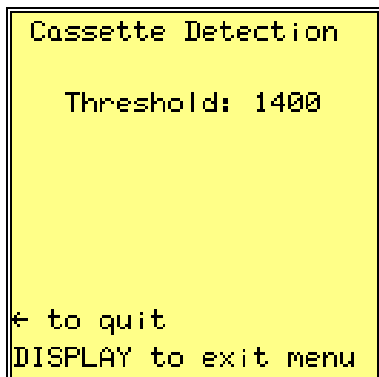 Cassette Detection
Threshold: 1400
← to quit
DISPLAY to exit menu